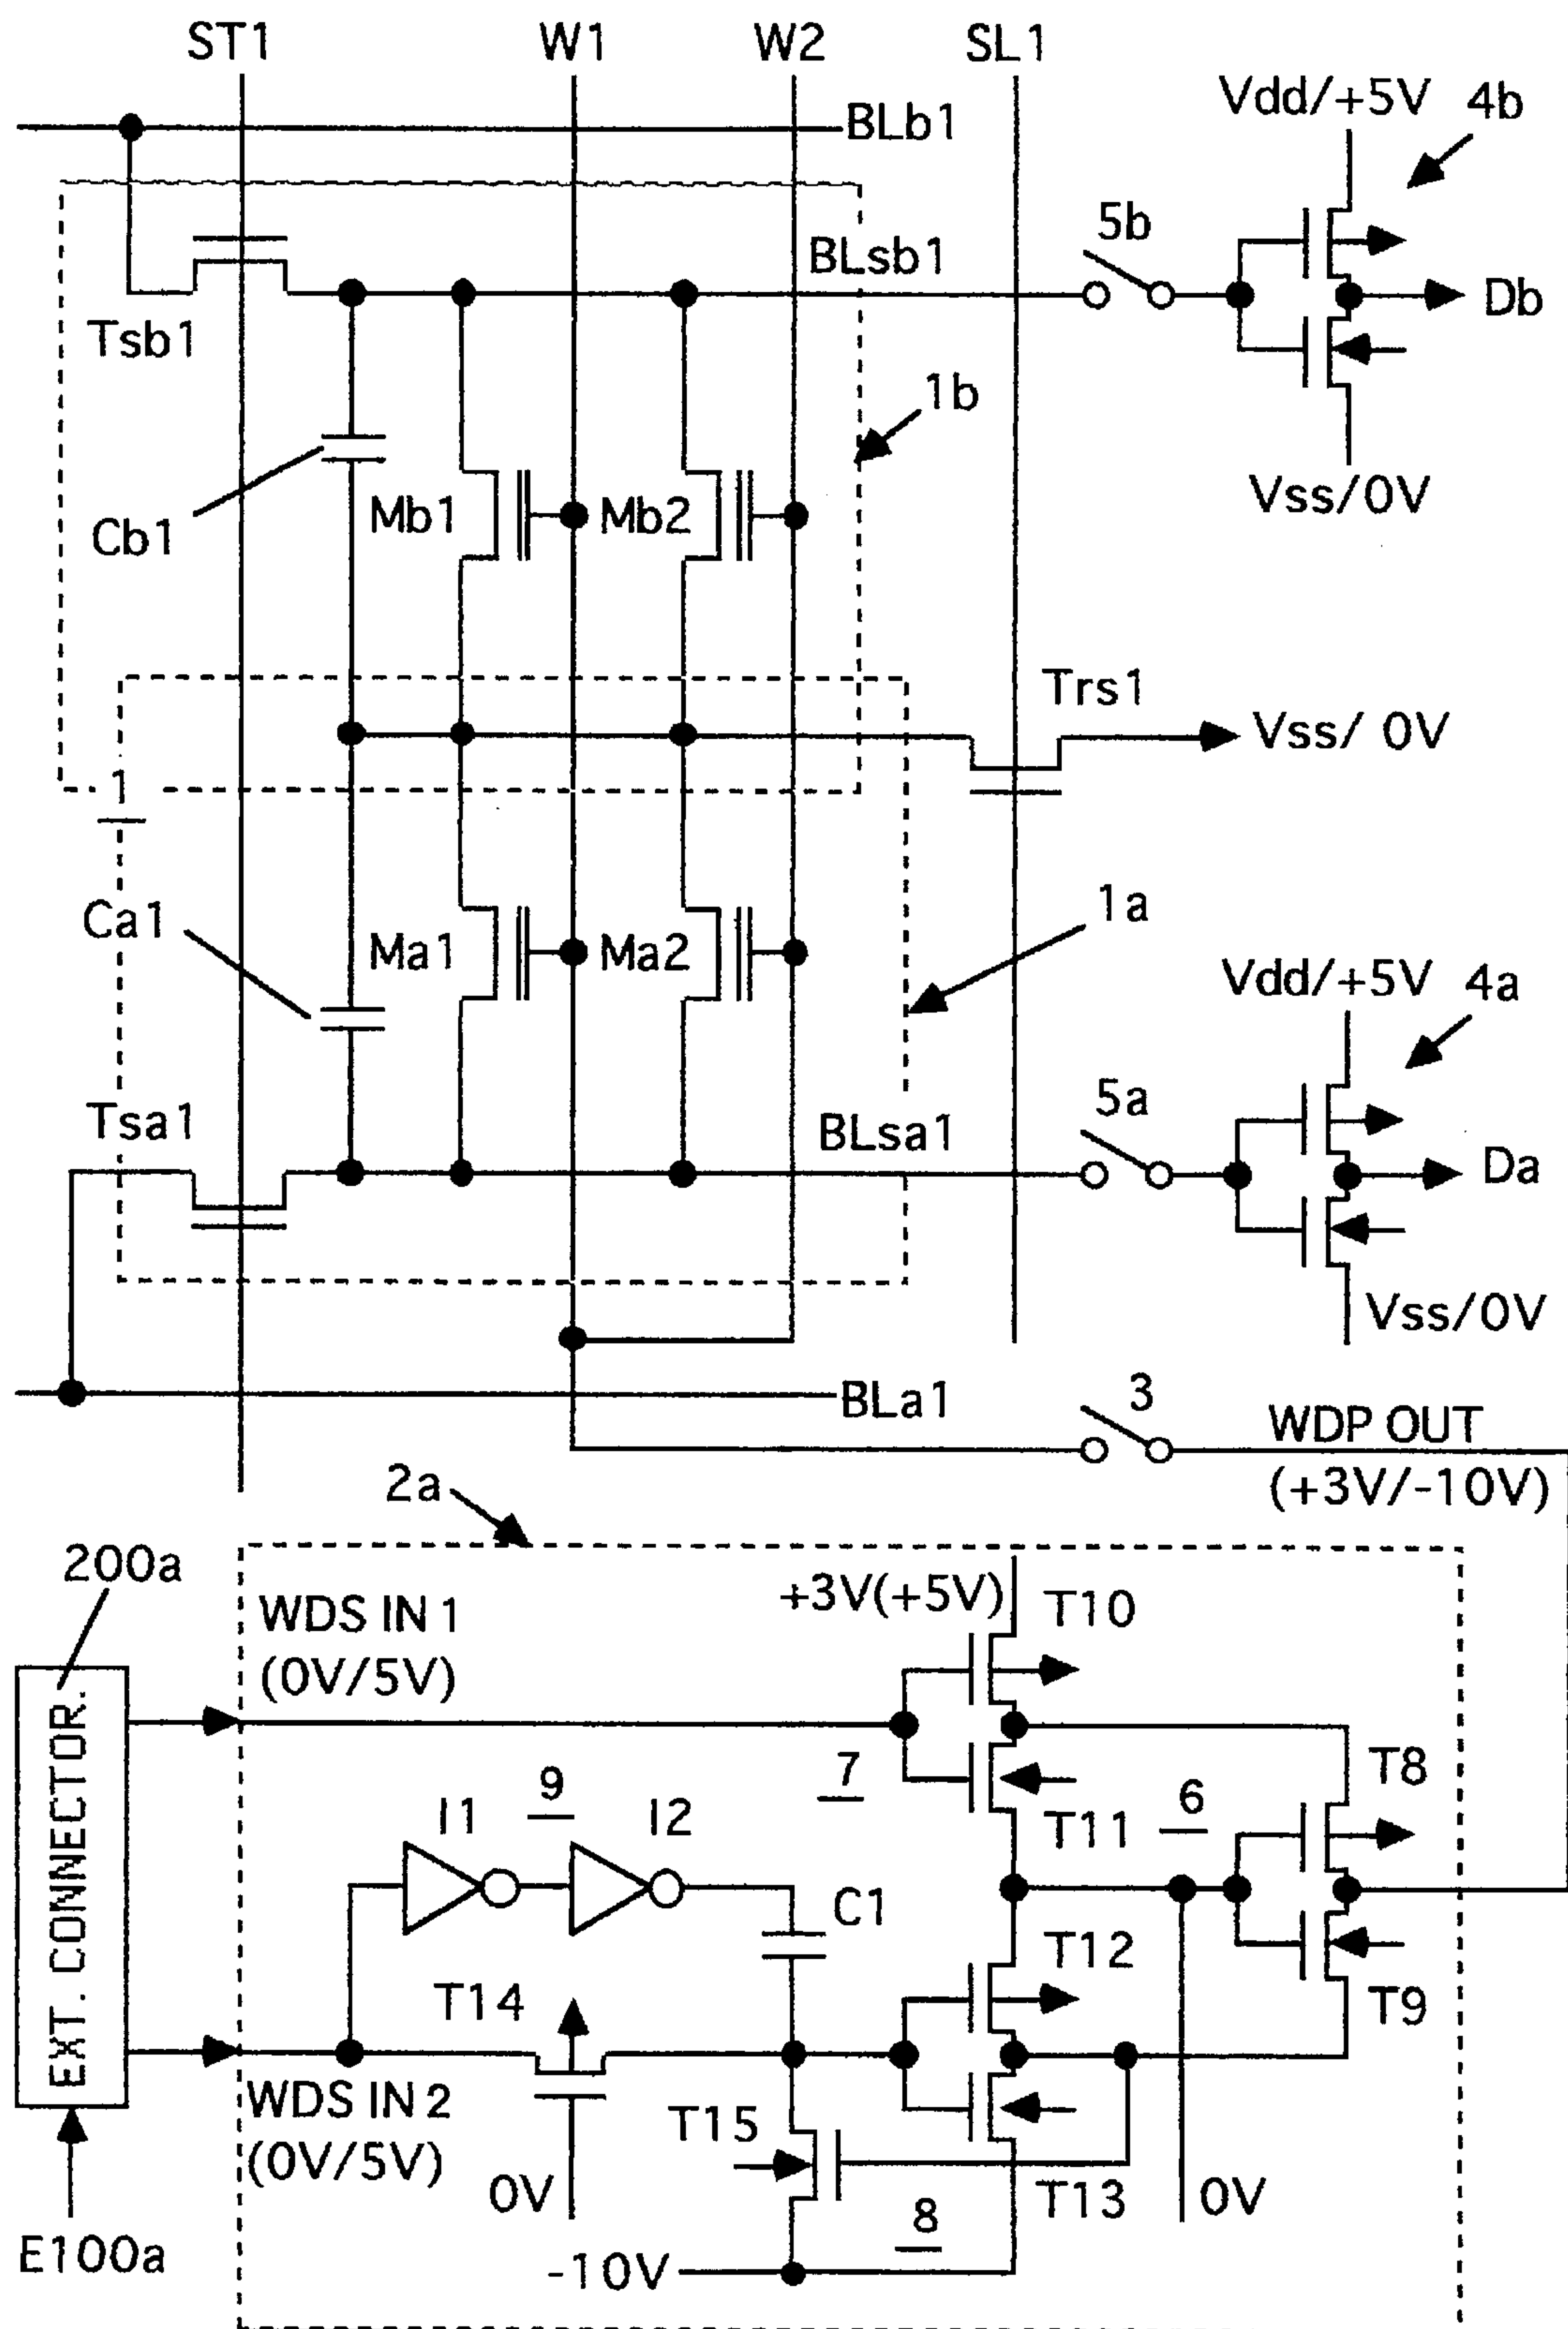 ST1 W1 W2 SL1
Vdd/+5V 4b
BLb1
5b
BLsb1
Db
Tsb1
1b
Vss/0V
Cb1
Mb1 Mb2
Trs1
Vss/ 0V
1
1a
Ca1
Ma1 Ma2
Vdd/+5V 4a
5a
Tsa1
BLsa1
Da
Vss/0V
3
BLa1
WDP OUT
(+3V/-10V)
2a
200a
+3V(+5V) T10
WDS IN 1
(0V/5V)
EXT. CONNECTOR.
7
T8
9
6
I1 I2
T11
C1
T12
T14
T9
WDS IN 2
(0V/5V)
T15
0V
T13
0V
8
E100a
-10V